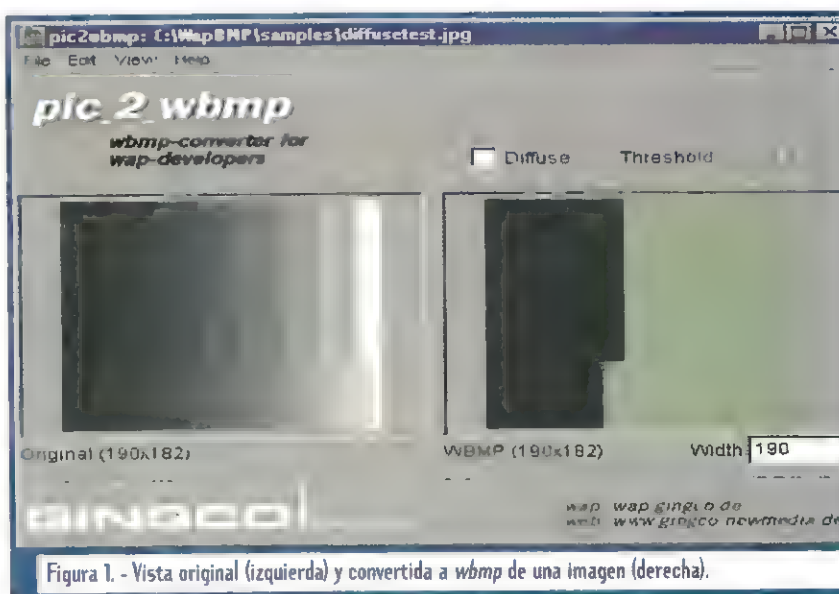 pic2wbmp: C:\WapBMP\samples\diffusetest.jpg
File Edit View Help
pic_2_wbmp
wbmp-converter for
wap-developers
Diffuse Threshold
Original (190x182)
WBMP (190x182) Width 190
GINGCO
wap wap.gingco.de
web www.gingco-newmedia.de
Figura 1. - Vista original (izquierda) y convertida a wbmp de una imagen (derecha).